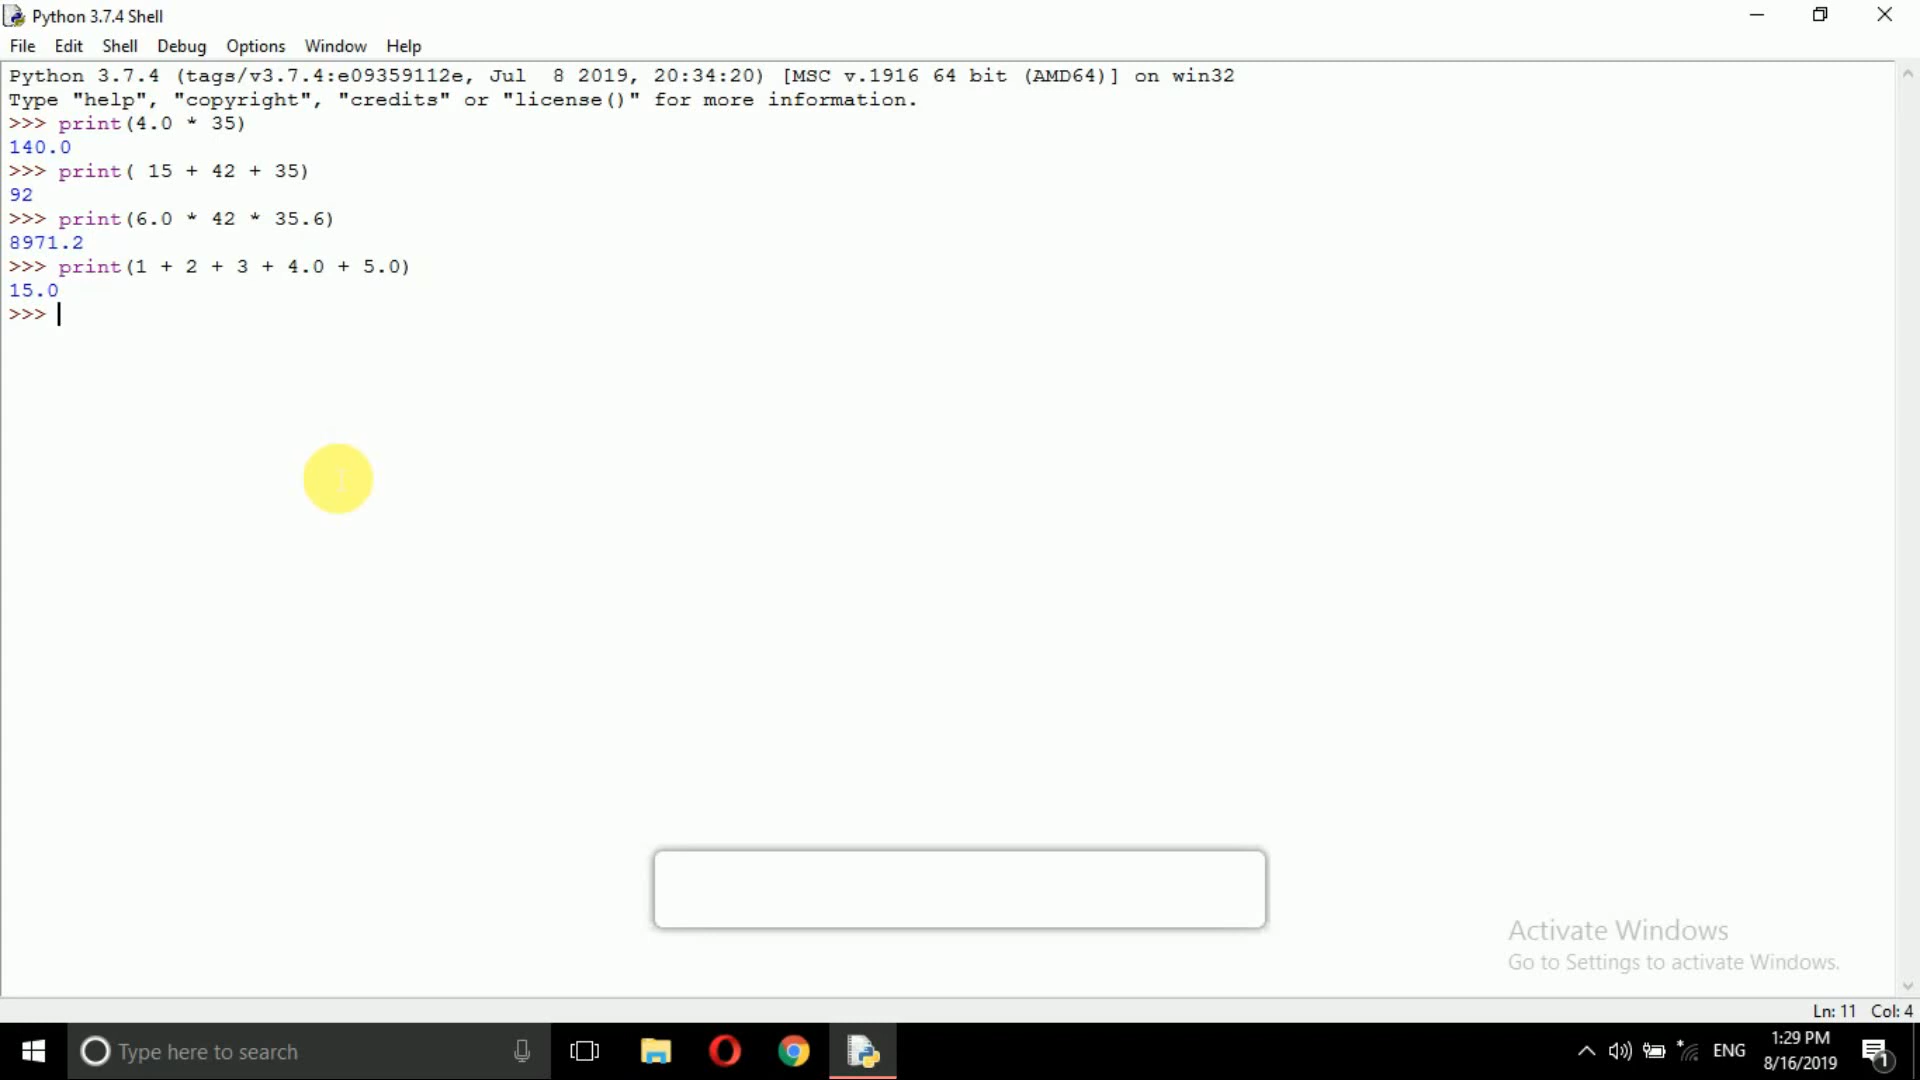 Python 3.7.4 Shell
File Edit Shell Debug Options Window Help
Python 3.7.4 (tags/v3.7.4:e09359112e, Jul  8 2019, 20:34:20) [MSC v.1916 64 bit (AMD64)] on win32
Type "help", "copyright", "credits" or "license()" for more information.
>>> print(4.0 * 35)
140.0
>>> print( 15 + 42 + 35)
92
>>> print(6.0 * 42 * 35.6)
8971.2
>>> print(1 + 2 + 3 + 4.0 + 5.0)
15.0
>>>
Activate Windows
Go to Settings to activate Windows.
Ln: 11 Col: 4
Type here to search
ENG
1:29 PM
8/16/2019
1